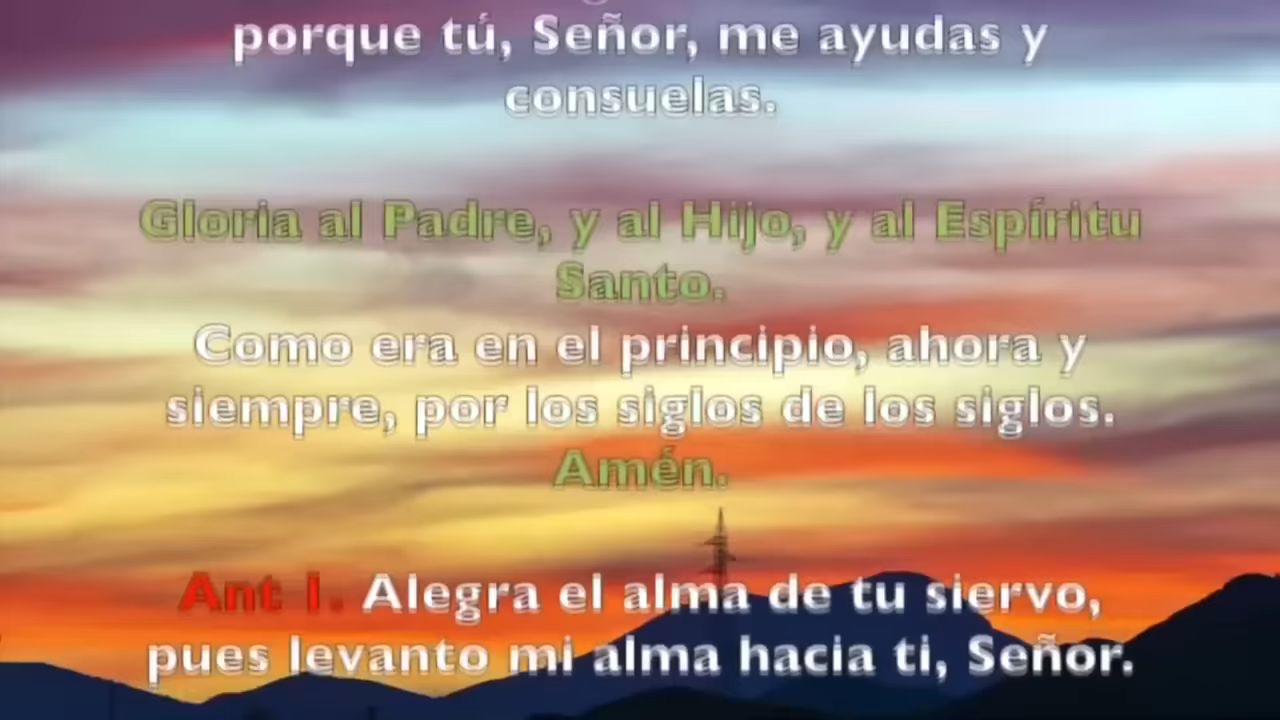 porque tú, Señor, me ayudas y
consuelas.
Gloria al Padre, y al Hijo, y al Espíritu
Santo.
Como era en el principio, ahora y
siempre, por los siglos de los siglos.
Amén.
Ant 1. Alegra el alma de tu siervo,
pues levanto mi alma hacia ti, Señor.